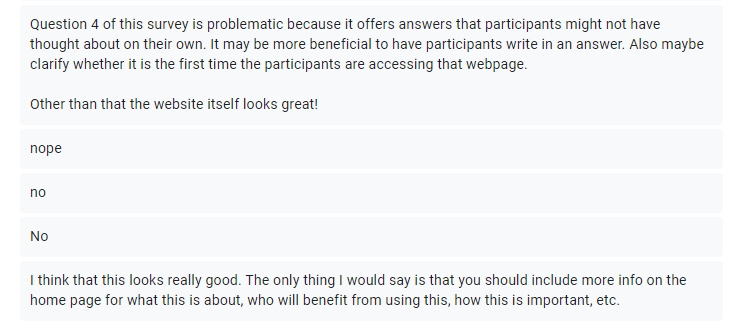 Question 4 of this survey is problematic because it offers answers that participants might not have
thought about on their own. It may be more beneficial to have participants write in an answer. Also maybe
clarify whether it is the first time the participants are accessing that webpage.
Other than that the website itself looks great!
nope
no
No
I think that this looks really good. The only thing I would say is that you should include more info on the
home page for what this is about, who will benefit from using this, how this is important, etc.